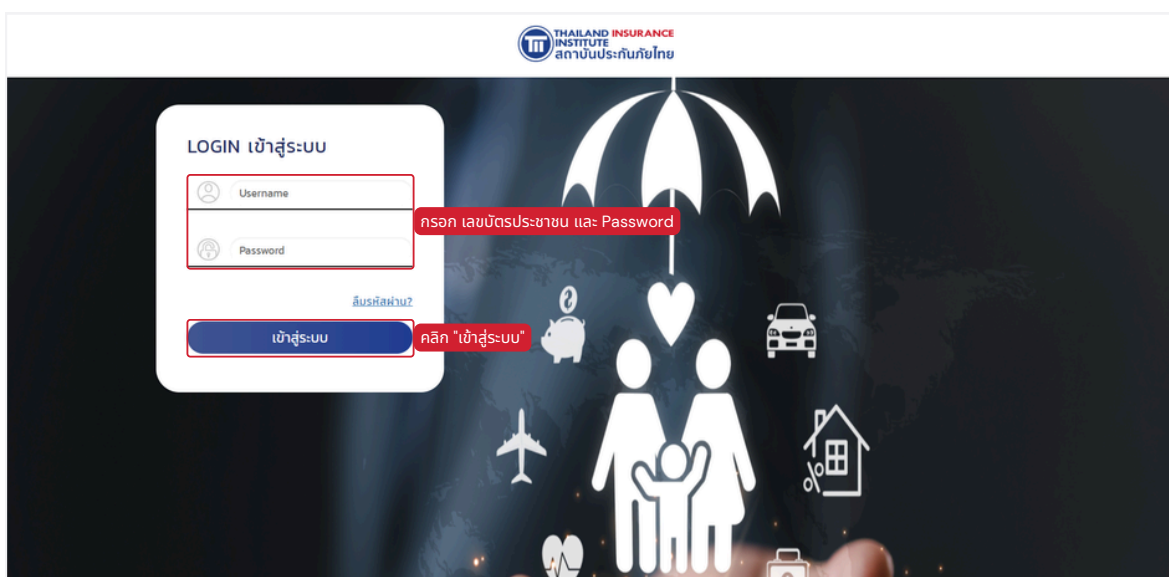 THAILAND INSURANCE
INSTITUTE
สถาบันประกันภัยไทย
LOGIN เข้าสู่ระบบ
Username
กรอก เลขบัตรประชาชน และ Password
Password
ลืมรหัสผ่าน?
เข้าสู่ระบบ
คลิก "เข้าสู่ระบบ"